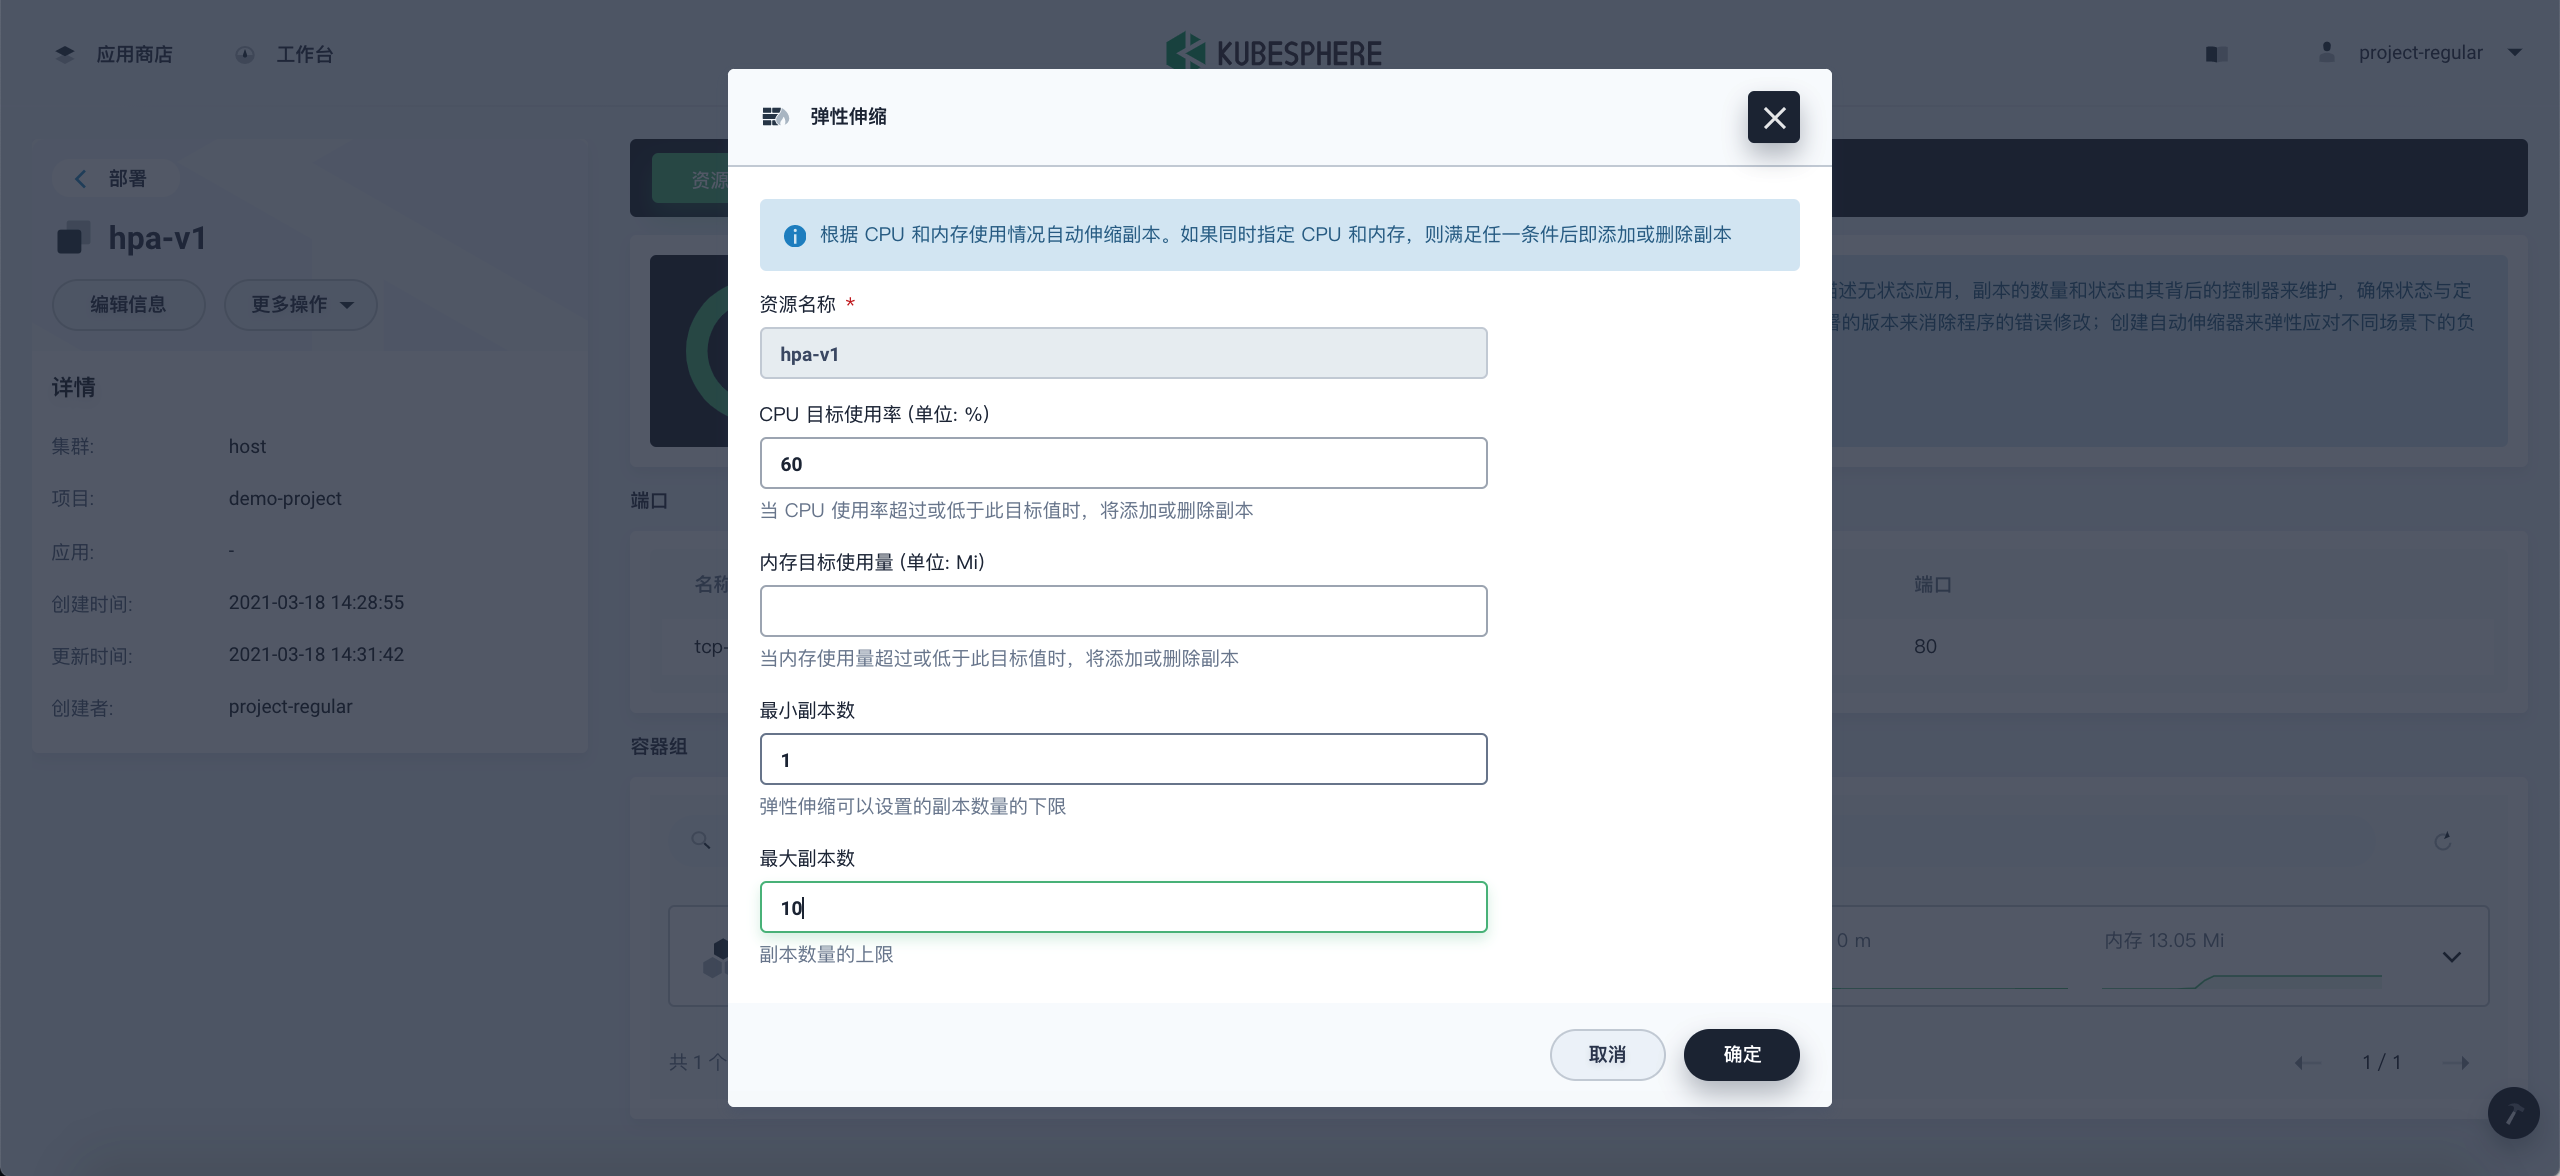 应用商店
工作台
KUBESPHERE
project-regular
部署
hpa-v1
编辑信息
更多操作
详情
集群: host
项目: demo-project
应用: -
创建时间: 2021-03-18 14:28:55
更新时间: 2021-03-18 14:31:42
创建者: project-regular
资源
端口
名称
端口
tcp-
80
容器组
0 m
内存 13.05 Mi
共 1 个
1 / 1
述无状态应用，副本的数量和状态由其背后的控制器来维护，确保状态与定
的版本来消除程序的错误修改；创建自动伸缩器来弹性应对不同场景下的负
弹性伸缩
根据 CPU 和内存使用情况自动伸缩副本。如果同时指定 CPU 和内存，则满足任一条件后即添加或删除副本
资源名称 *
hpa-v1
CPU 目标使用率 (单位: %)
60
当 CPU 使用率超过或低于此目标值时，将添加或删除副本
内存目标使用量 (单位: Mi)
当内存使用量超过或低于此目标值时，将添加或删除副本
最小副本数
1
弹性伸缩可以设置的副本数量的下限
最大副本数
10
副本数量的上限
取消
确定